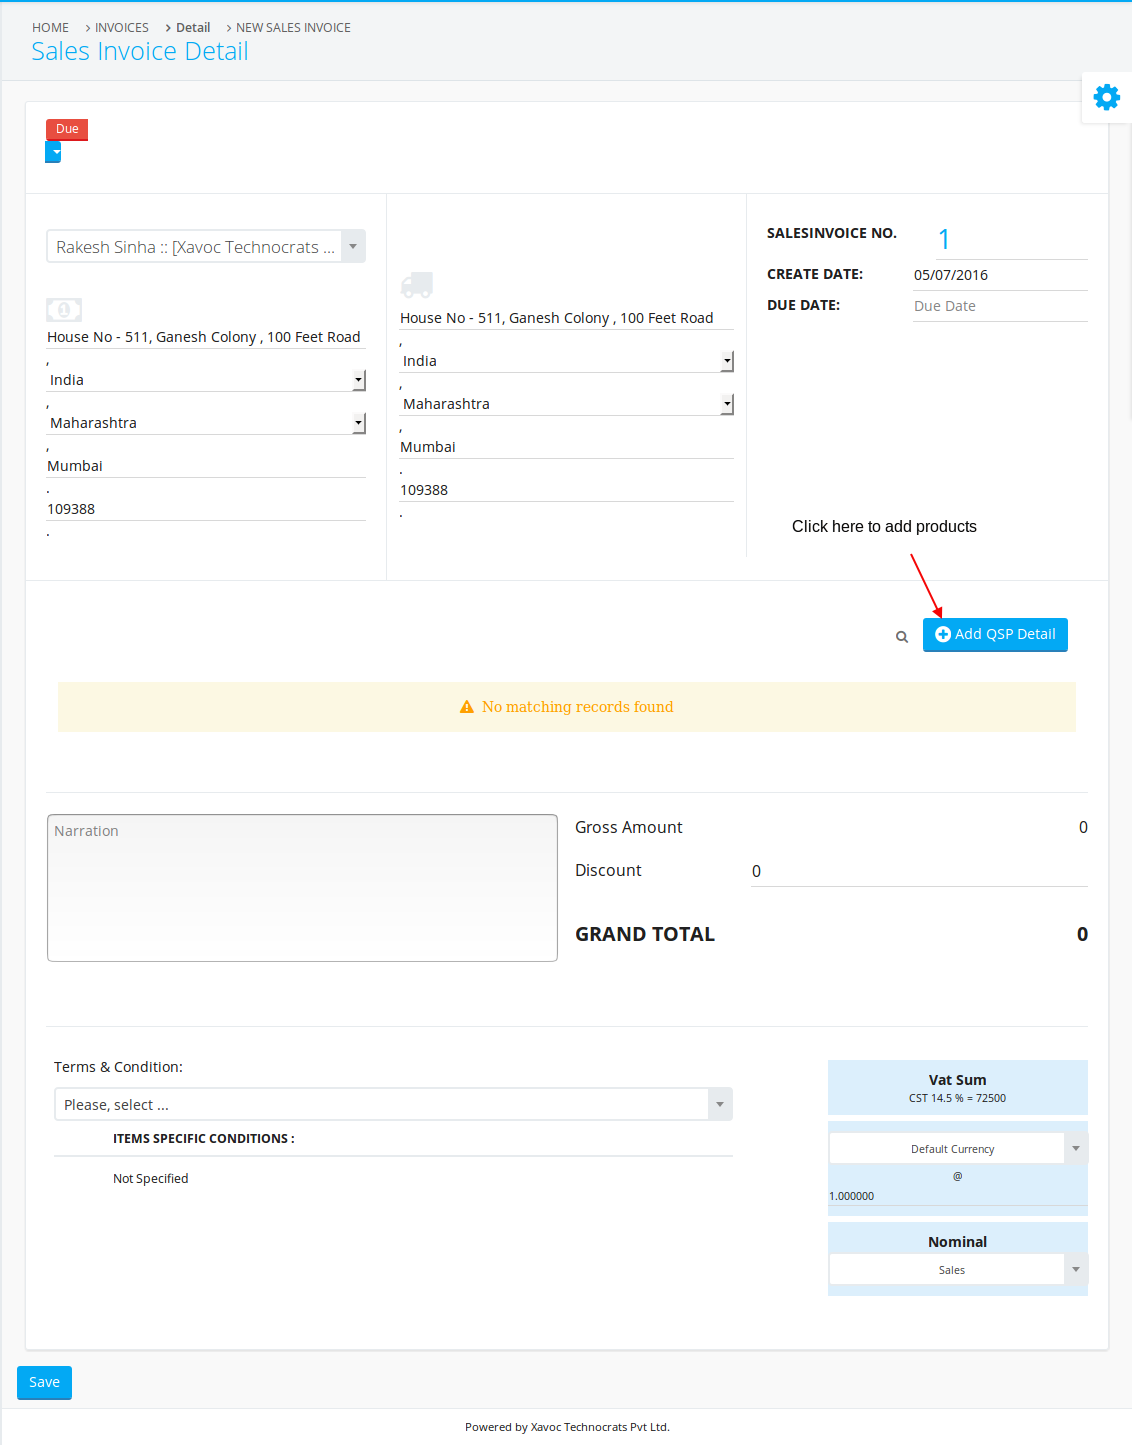 HOME > INVOICES > Detail > NEW SALES INVOICE
Sales Invoice Detail
Due
Rakesh Sinha :: [Xavoc Technocrats ...
House No - 511, Ganesh Colony , 100 Feet Road
,
India
,
Maharashtra
,
Mumbai
.
109388
.
House No - 511, Ganesh Colony , 100 Feet Road
,
India
,
Maharashtra
,
Mumbai
.
109388
.
SALESINVOICE NO. 1
CREATE DATE: 05/07/2016
DUE DATE: Due Date
Click here to add products
Add QSP Detail
No matching records found
Narration
Gross Amount 0
Discount 0
GRAND TOTAL 0
Terms & Condition:
Please, select ...
ITEMS SPECIFIC CONDITIONS :
Not Specified
Vat Sum
CST 14.5 % = 72500
Default Currency
@
1.000000
Nominal
Sales
Save
Powered by Xavoc Technocrats Pvt Ltd.